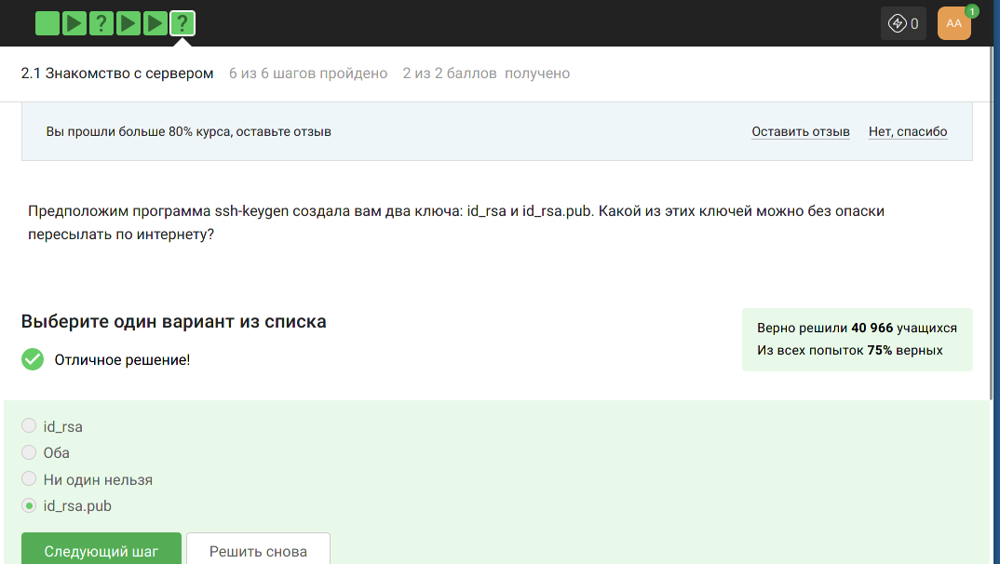 ?
?
0
АА
1
2.1 Знакомство с сервером 6 из 6 шагов пройдено 2 из 2 баллов получено
Вы прошли больше 80% курса, оставьте отзыв Оставить отзыв Нет, спасибо
Предположим программа ssh-keygen создала вам два ключа: id_rsa и id_rsa.pub. Какой из этих ключей можно без опаски
пересылать по интернету?
Выберите один вариант из списка
Отличное решение!
Верно решили 40 966 учащихся
Из всех попыток 75% верных
id_rsa
Оба
Ни один нельзя
id_rsa.pub
Следующий шаг Решить снова